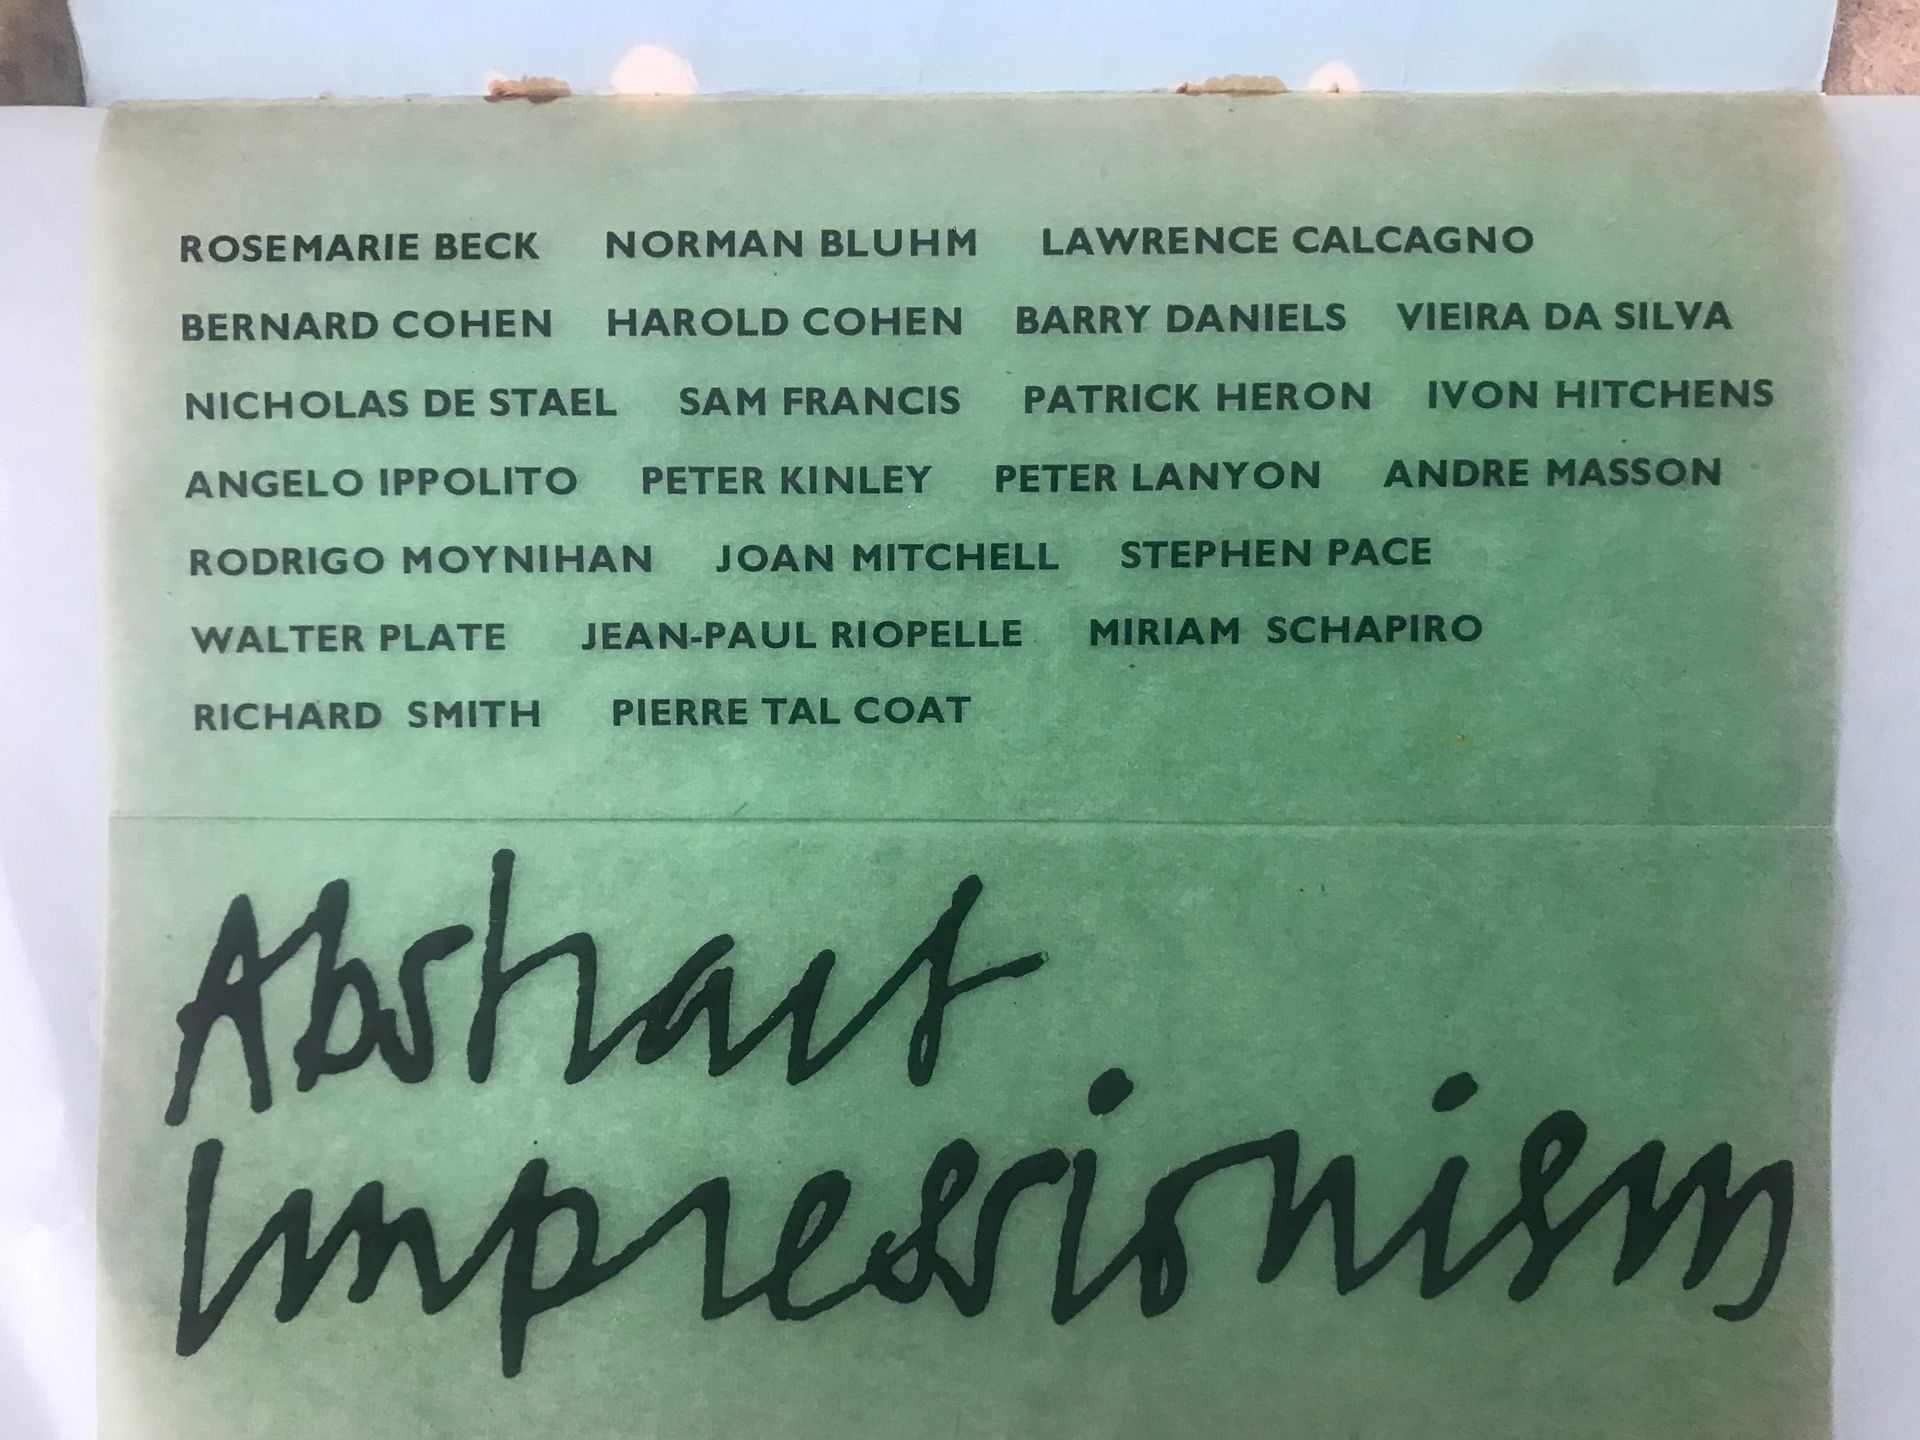 ROSEMARIE BECK NORMAN BLUHM LAWRENCE CALCAGNO
BERNARD COHEN HAROLD COHEN BARRY DANIELS VIEIRA DA SILVA
NICHOLAS DE STAEL SAM FRANCIS PATRICK HERON IVON HITCHENS
ANGELO IPPOLITO PETER KINLEY PETER LANYON ANDRE MASSON
RODRIGO MOYNIHAN JOAN MITCHELL STEPHEN PACE
WALTER PLATE JEAN-PAUL RIOPELLE MIRIAM SCHAPIRO
RICHARD SMITH PIERRE TAL COAT
Abstract
Impressionism